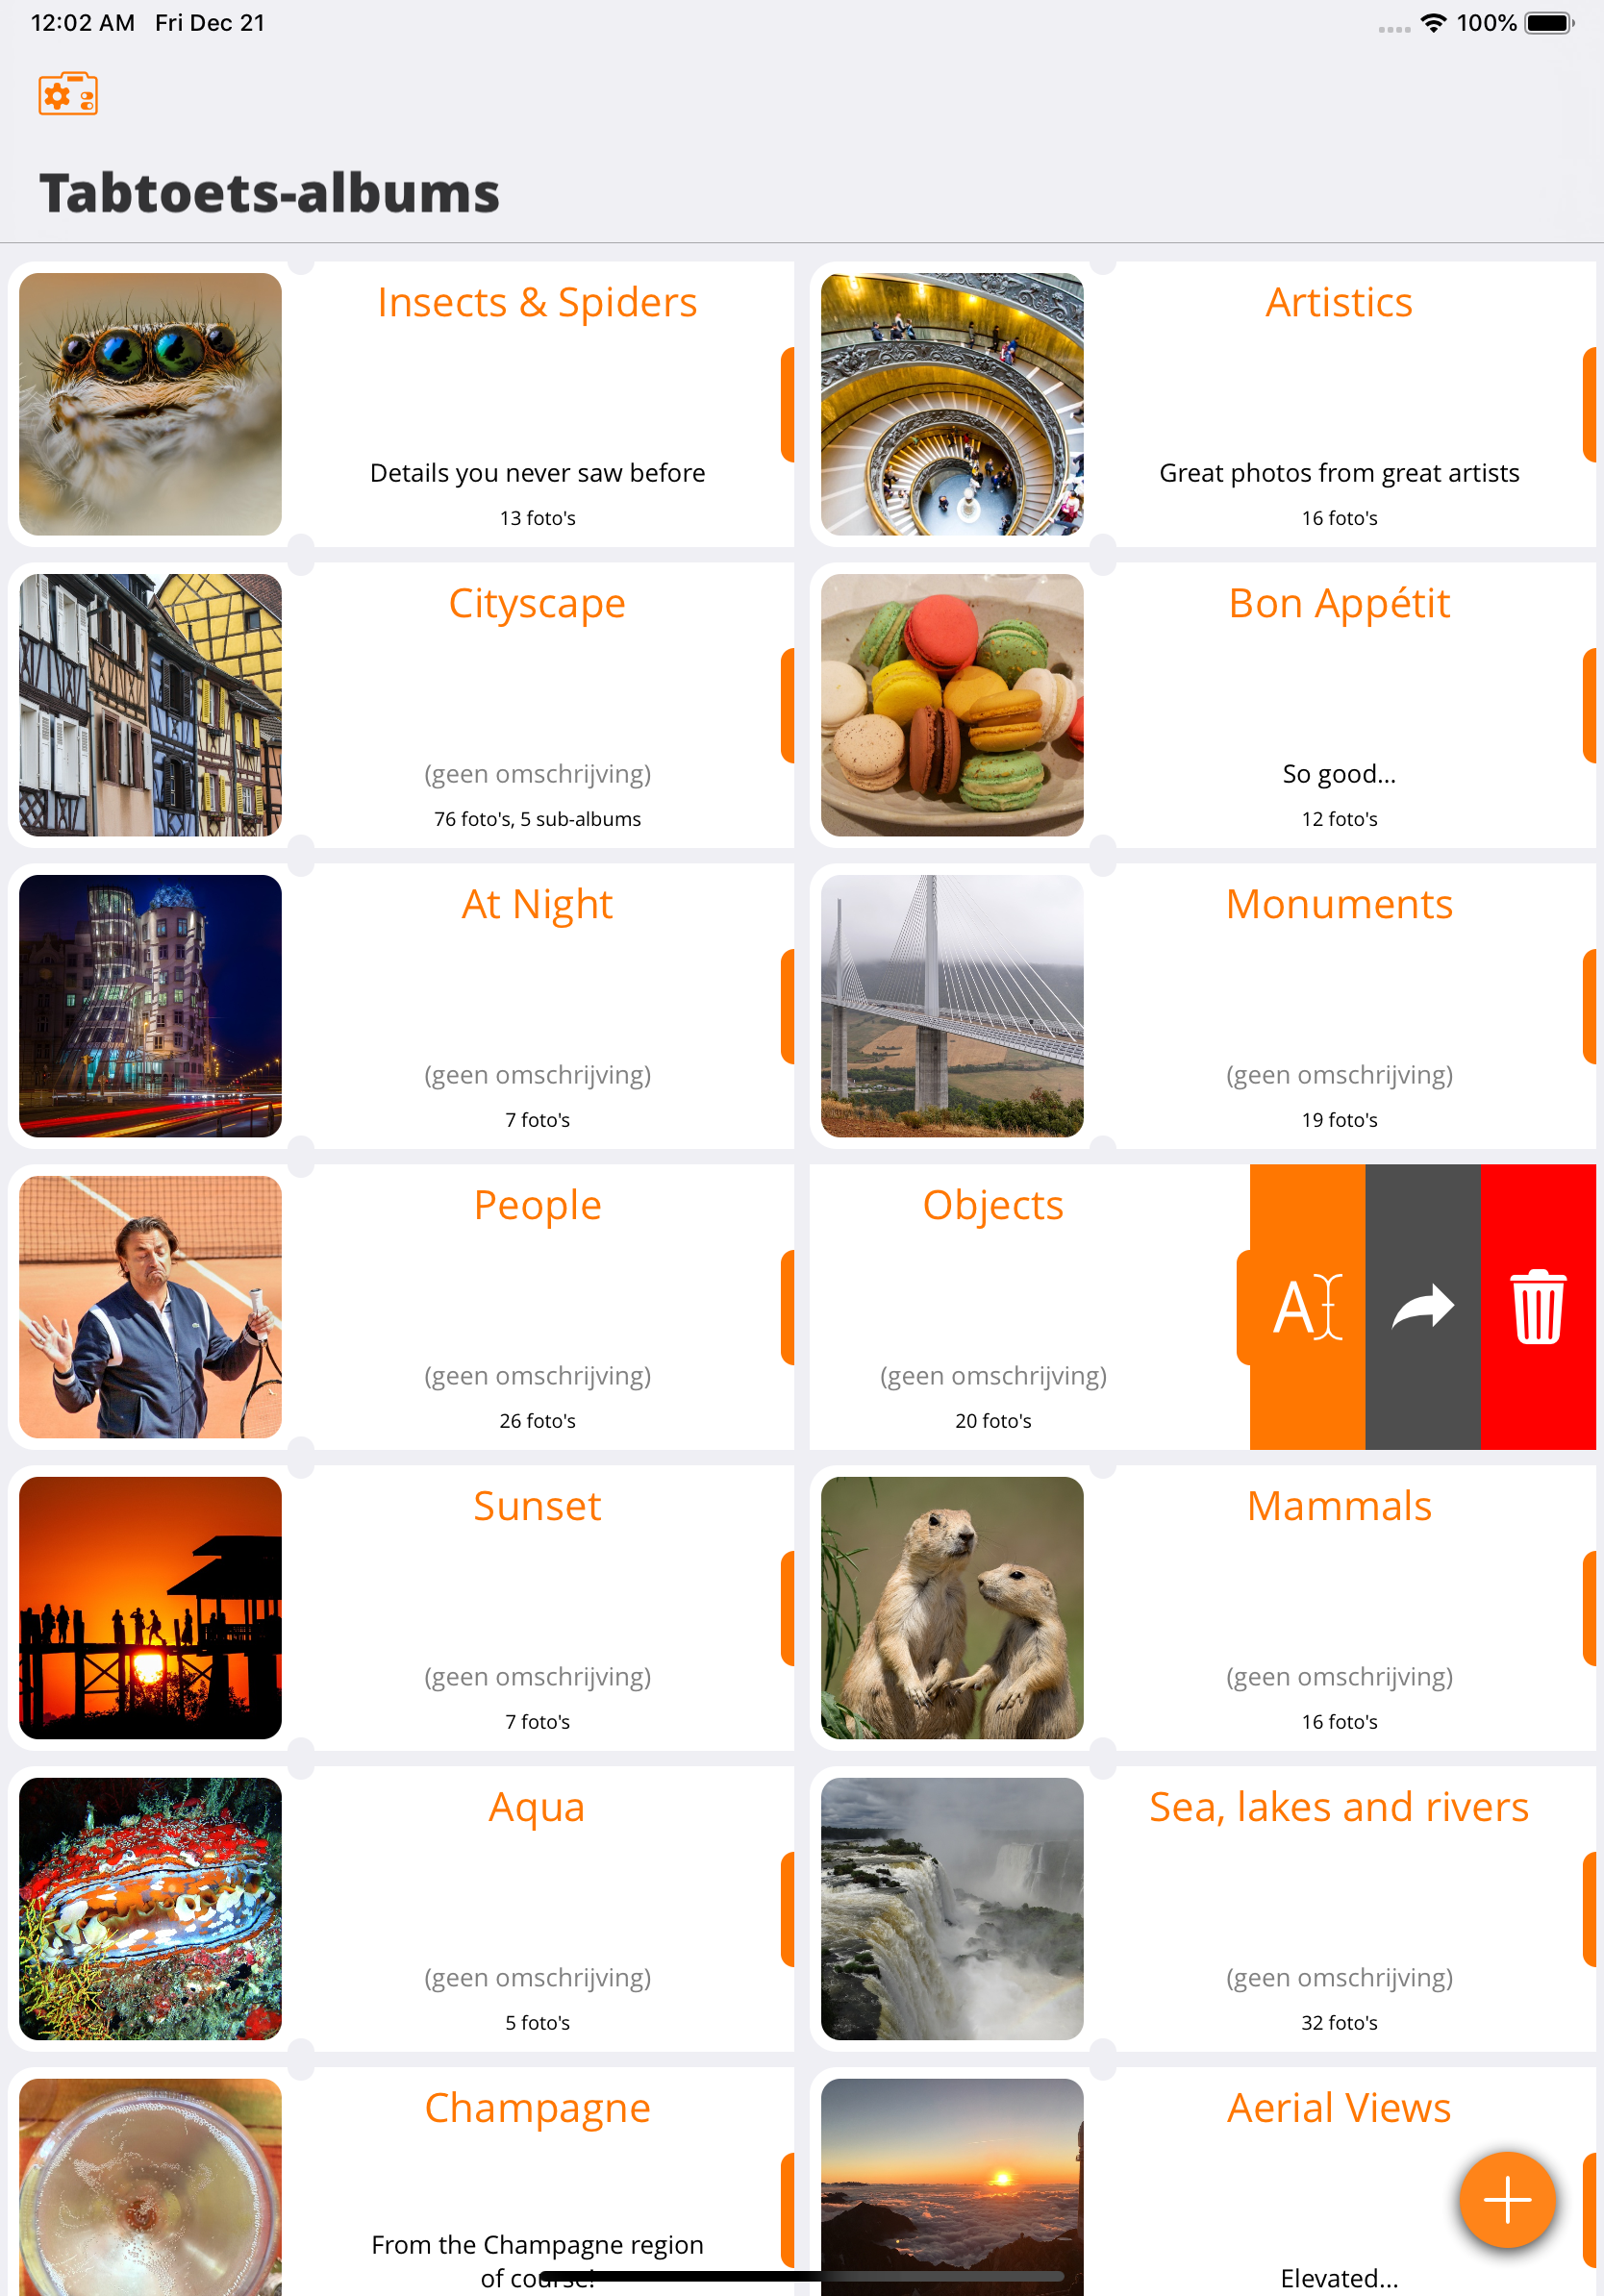 12:02 AM Fri Dec 21
100%
Tabtoets-albums
Insects & Spiders
Details you never saw before
13 foto's
Artistics
Great photos from great artists
16 foto's
Cityscape
(geen omschrijving)
76 foto's, 5 sub-albums
Bon Appétit
So good...
12 foto's
At Night
(geen omschrijving)
7 foto's
Monuments
(geen omschrijving)
19 foto's
People
(geen omschrijving)
26 foto's
Objects
(geen omschrijving)
20 foto's
A
Sunset
(geen omschrijving)
7 foto's
Mammals
(geen omschrijving)
16 foto's
Aqua
(geen omschrijving)
5 foto's
Sea, lakes and rivers
(geen omschrijving)
32 foto's
Champagne
From the Champagne region
of course!
Aerial Views
Elevated...